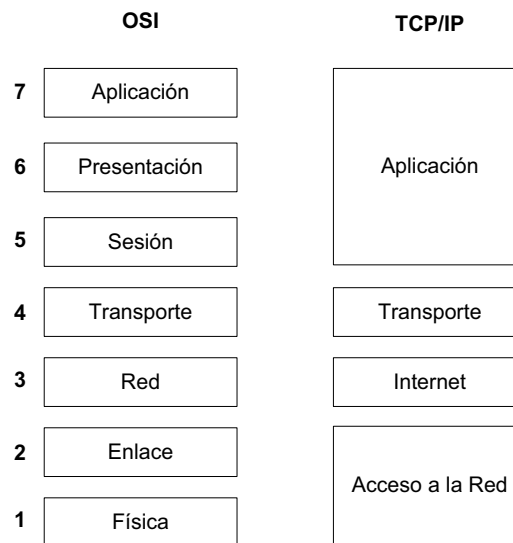 OSI
TCP/IP
7
Aplicación
6
Presentación
Aplicación
5
Sesión
4
Transporte
Transporte
3
Red
Internet
2
Enlace
Acceso a la Red
1
Física